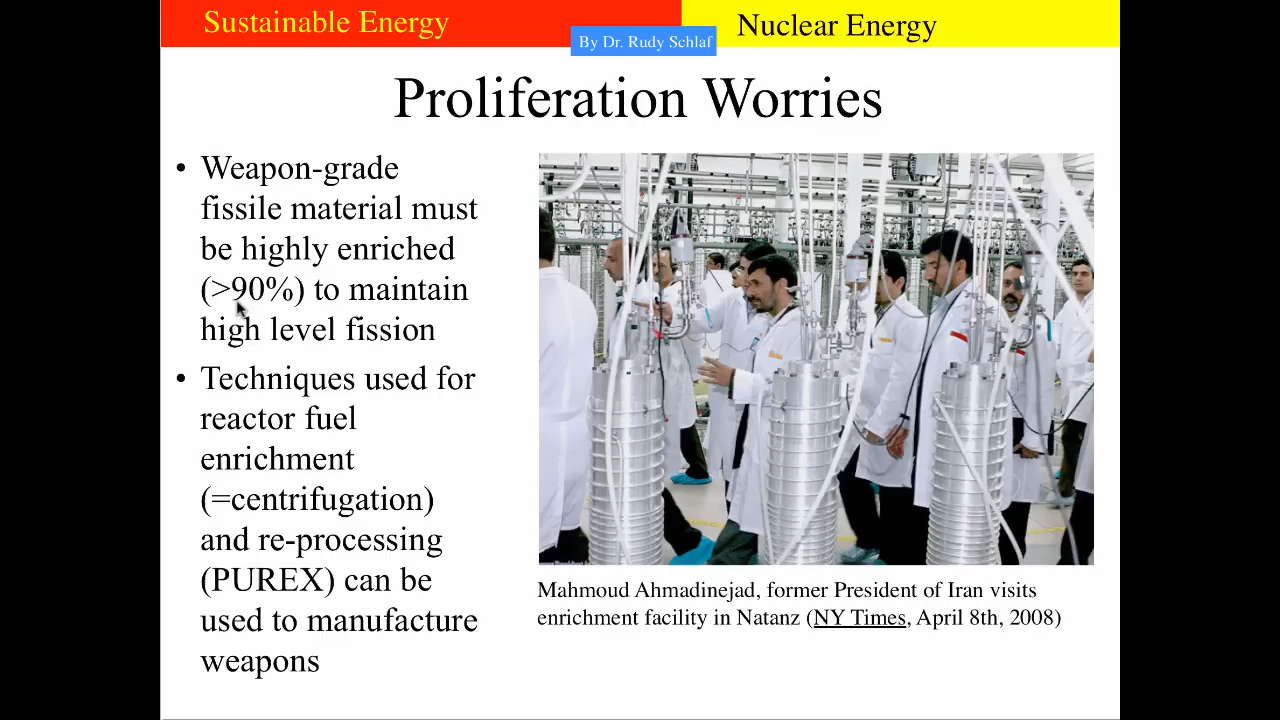 Sustainable Energy
By Dr. Rudy Schlaf
Nuclear Energy
Proliferation Worries
• Weapon-grade
fissile material must
be highly enriched
(>90%) to maintain
high level fission
• Techniques used for
reactor fuel
enrichment
(=centrifugation)
and re-processing
(PUREX) can be
used to manufacture
weapons
Mahmoud Ahmadinejad, former President of Iran visits
enrichment facility in Natanz (NY Times, April 8th, 2008)